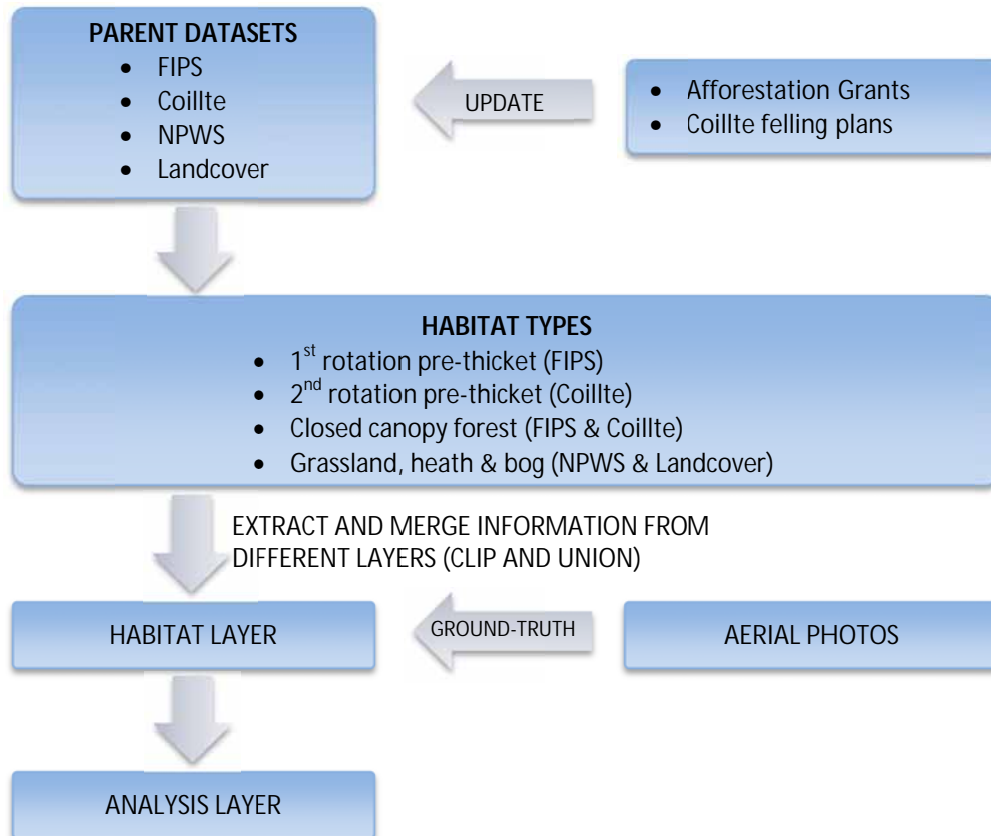 PARENT DATASETS
• FIPS
• Coillte
• NPWS
• Landcover
UPDATE
• Afforestation Grants
• Coillte felling plans
HABITAT TYPES
• 1st rotation pre-thicket (FIPS)
• 2nd rotation pre-thicket (Coillte)
• Closed canopy forest (FIPS & Coillte)
• Grassland, heath & bog (NPWS & Landcover)
EXTRACT AND MERGE INFORMATION FROM
DIFFERENT LAYERS (CLIP AND UNION)
HABITAT LAYER
GROUND-TRUTH
AERIAL PHOTOS
ANALYSIS LAYER